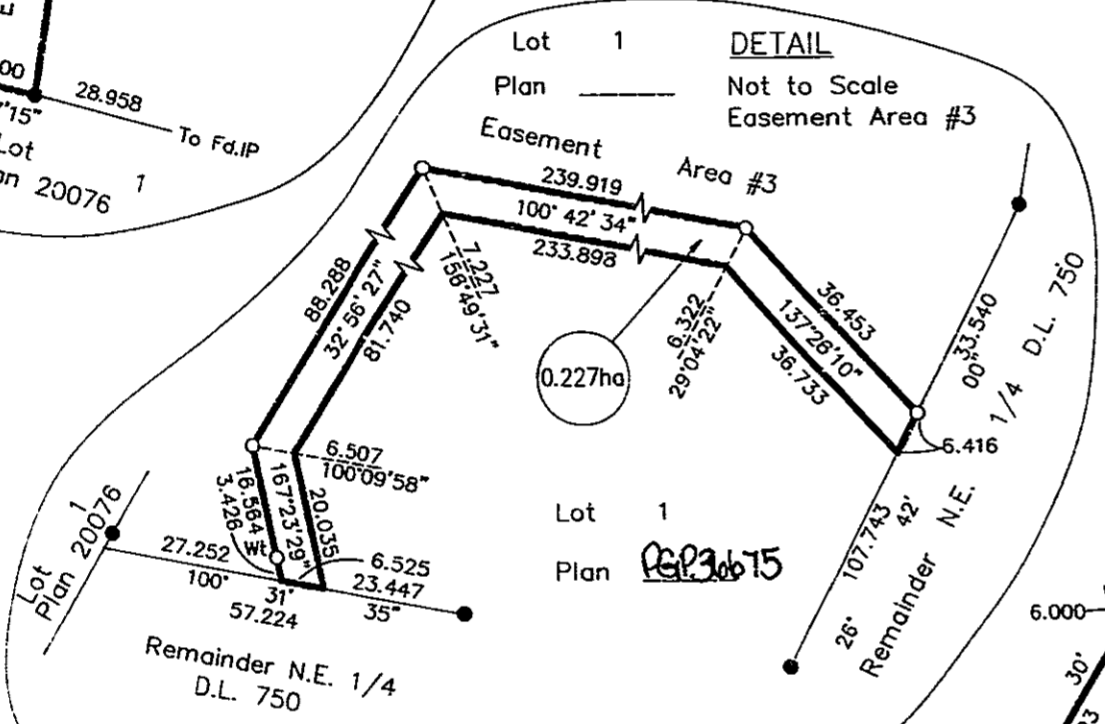 00
28.958
'15"
To Fd.IP
Lot
1
an 20076
Lot 1 DETAIL
Plan Not to Scale
Easement Area #3
Easement Area #3
239.919
100° 42' 34"
233.898
88.288
32° 56' 27"
81.740
7.227
156°49'31"
6.322
29°04'22"
36.453
137°26'10"
36.733
0.227ha
33.540
00"
D.L. 750
1/4
6.416
6.507
100°09'58"
16.564
3.426
167°23'29"
20.035
Wt
6.525
27.252
23.447
100° 31' 35"
57.224
Lot 1
Plan 20076
Lot 1
Plan PGP36675
107.743
42'
26°
Remainder N.E.
Remainder N.E. 1/4
D.L. 750
6.000
30'